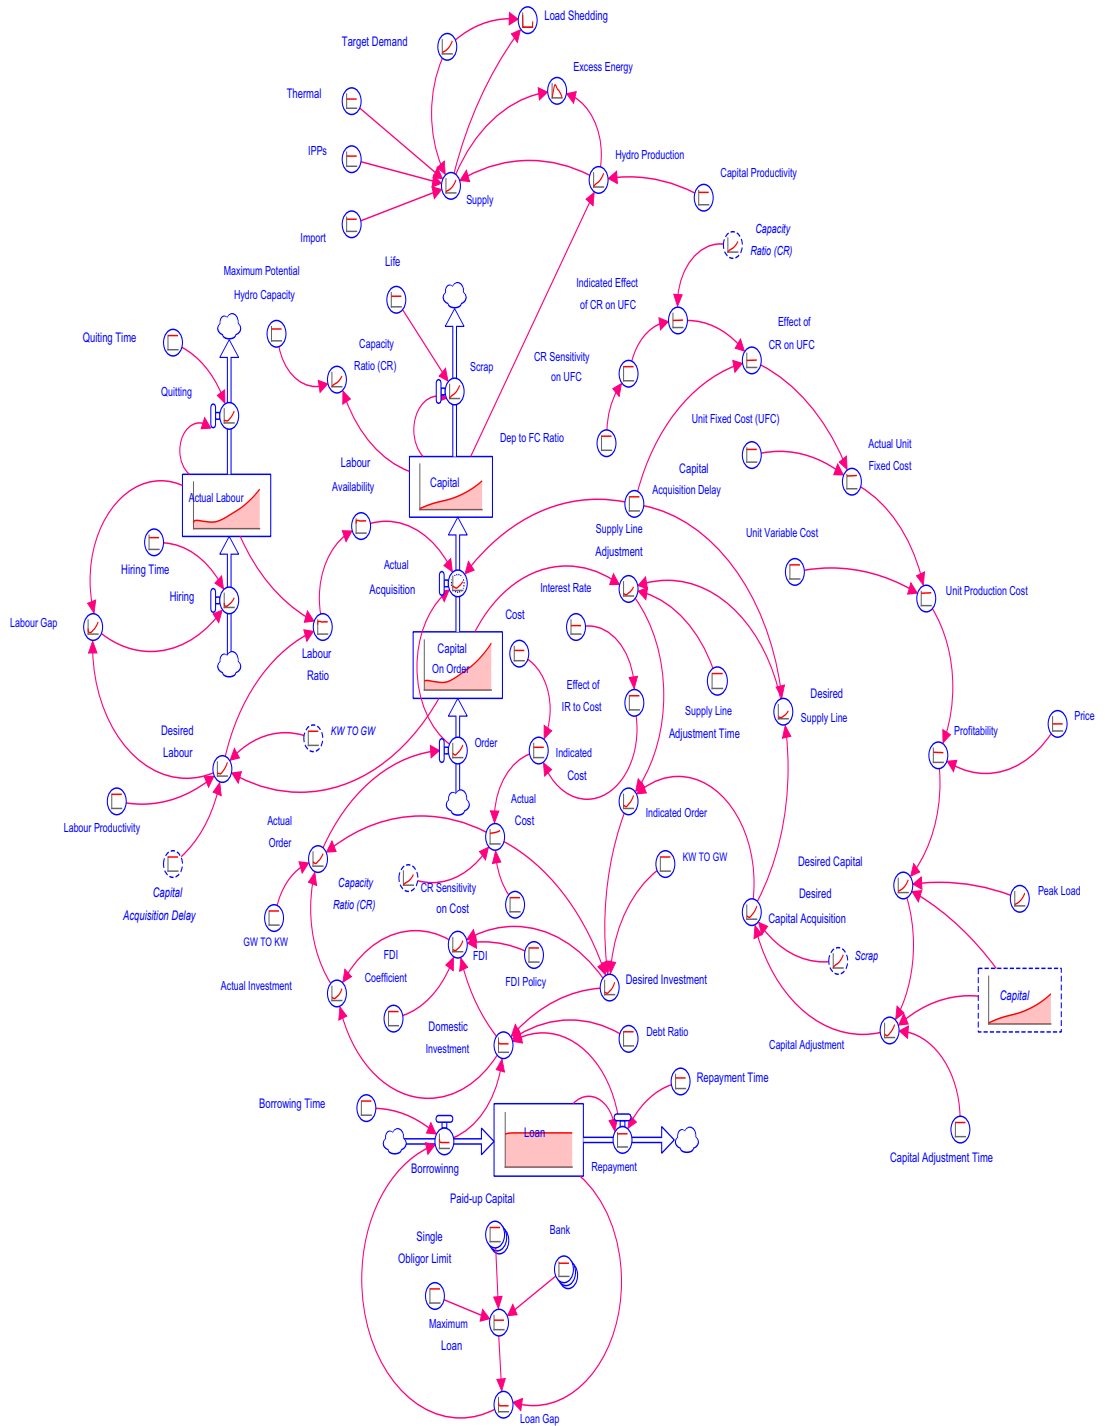 Load Shedding
Target Demand
Excess Energy
Thermal
IPPs
Hydro Production
Capital Productivity
Supply
Import
Capacity
Ratio (CR)
Life
Maximum Potential
Hydro Capacity
Indicated Effect
of CR on UFC
Effect of
CR on UFC
Quiting Time
Capacity
Ratio (CR)
Scrap
CR Sensitivity
on UFC
Quitting
Unit Fixed Cost (UFC)
Dep to FC Ratio
Actual Unit
Fixed Cost
Labour
Availability
Capital
Capital
Acquisition Delay
Actual Labour
Supply Line
Adjustment
Unit Variable Cost
Hiring Time
Actual
Acquisition
Interest Rate
Unit Production Cost
Hiring
Labour Gap
Cost
Labour
Ratio
Capital
On Order
Effect of
IR to Cost
Supply Line
Adjustment Time
Desired
Supply Line
Price
Desired
Labour
KW TO GW
Order
Indicated
Cost
Profitability
Labour Productivity
Actual
Order
Actual
Cost
Indicated Order
KW TO GW
Desired Capital
Capital
Acquisition Delay
Capacity
Ratio (CR)
CR Sensitivity
on Cost
Desired
Capital Acquisition
Peak Load
GW TO KW
FDI
Coefficient
FDI
FDI Policy
Scrap
Actual Investment
Desired Investment
Capital
Domestic
Investment
Debt Ratio
Capital Adjustment
Repayment Time
Borrowing Time
Loan
Borrowinng
Repayment
Capital Adjustment Time
Paid-up Capital
Single
Obligor Limit
Bank
Maximum
Loan
Loan Gap